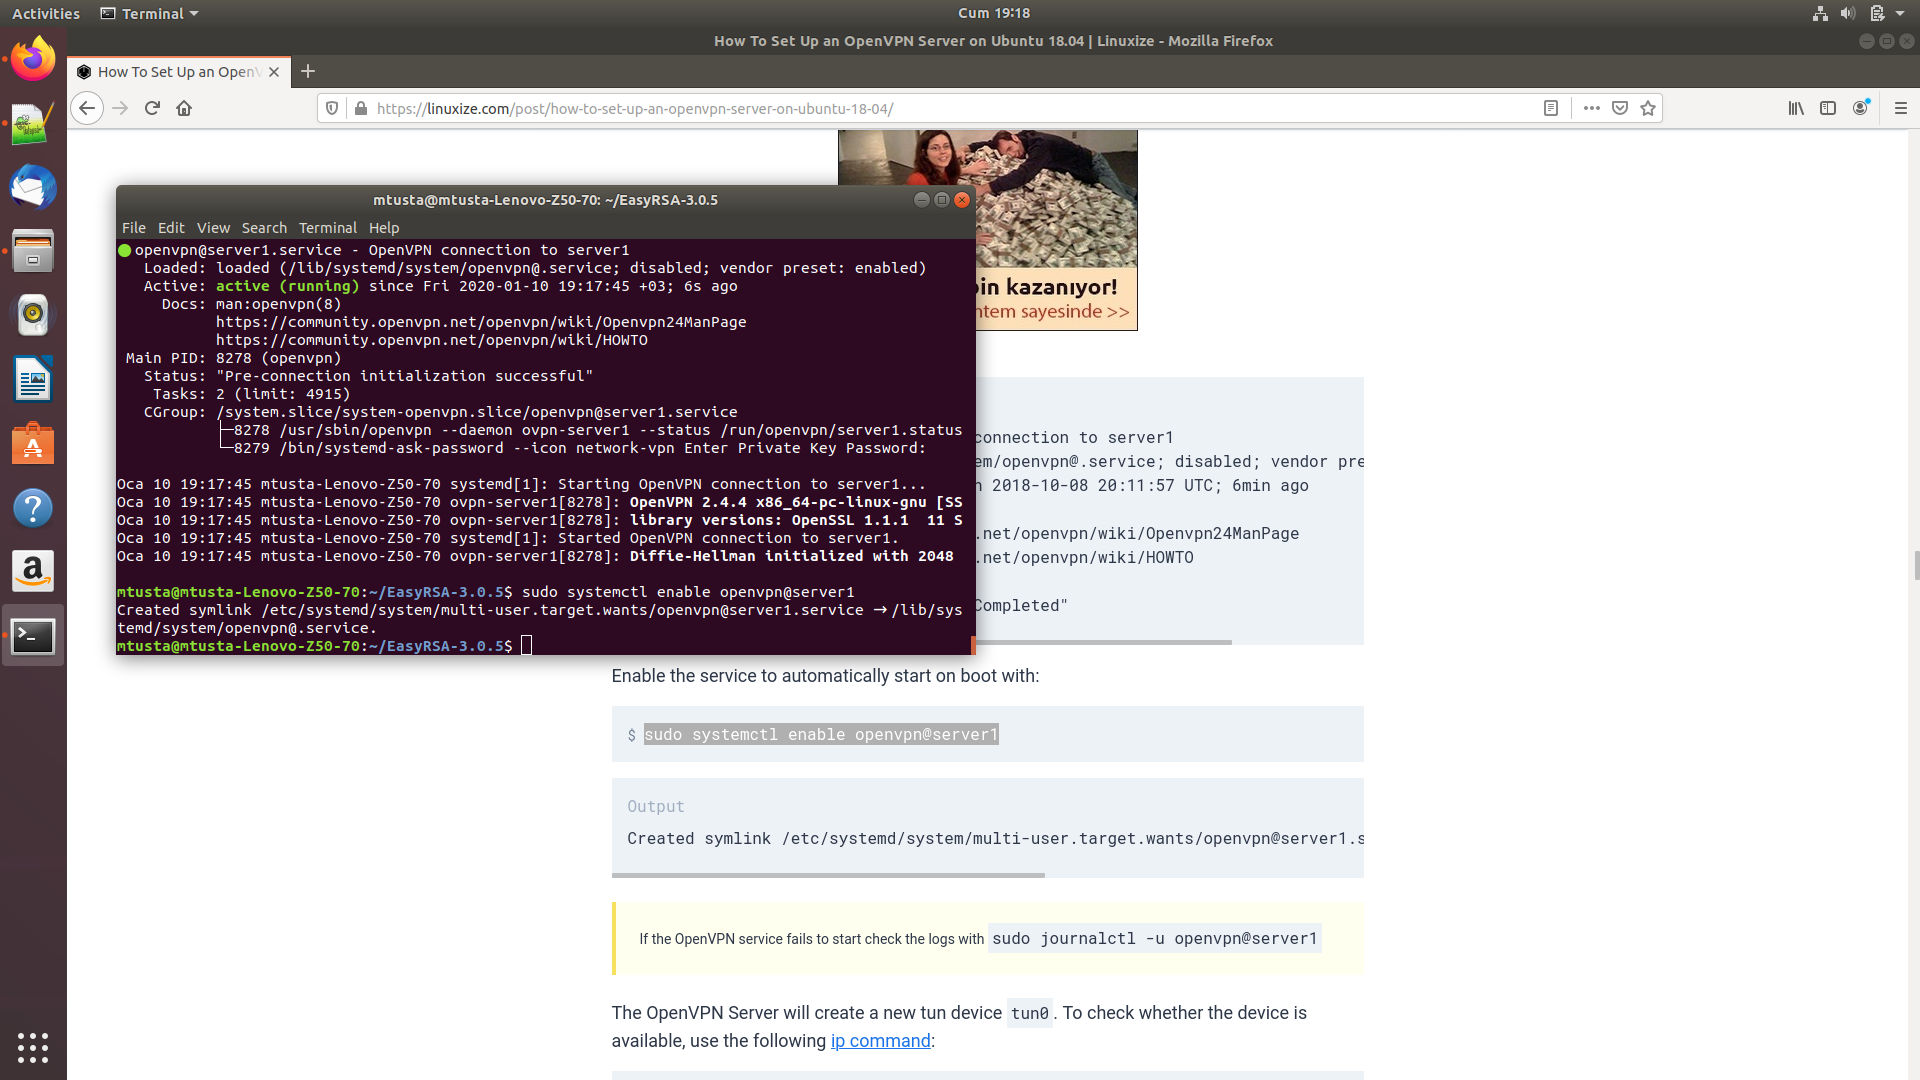 Activities
Terminal
Cum 19:18
How To Set Up an OpenVPN Server on Ubuntu 18.04 | Linuxize - Mozilla Firefox
How To Set Up an OpenV
https://linuxize.com/post/how-to-set-up-an-openvpn-server-on-ubuntu-18-04/
mtusta@mtusta-Lenovo-Z50-70: ~/EasyRSA-3.0.5
File Edit View Search Terminal Help
openvpn@server1.service - OpenVPN connection to server1
Loaded: loaded (/lib/systemd/system/openvpn@.service; disabled; vendor preset: enabled)
Active: active (running) since Fri 2020-01-10 19:17:45 +03; 6s ago
Docs: man:openvpn(8)
https://community.openvpn.net/openvpn/wiki/Openvpn24ManPage
https://community.openvpn.net/openvpn/wiki/HOWTO
Main PID: 8278 (openvpn)
Status: "Pre-connection initialization successful"
Tasks: 2 (limit: 4915)
CGroup: /system.slice/system-openvpn.slice/openvpn@server1.service
├─8278 /usr/sbin/openvpn --daemon ovpn-server1 --status /run/openvpn/server1.status
└─8279 /bin/systemd-ask-password --icon network-vpn Enter Private Key Password:
Oca 10 19:17:45 mtusta-Lenovo-Z50-70 systemd[1]: Starting OpenVPN connection to server1...
Oca 10 19:17:45 mtusta-Lenovo-Z50-70 ovpn-server1[8278]: OpenVPN 2.4.4 x86_64-pc-linux-gnu [SS
Oca 10 19:17:45 mtusta-Lenovo-Z50-70 ovpn-server1[8278]: library versions: OpenSSL 1.1.1  11 S
Oca 10 19:17:45 mtusta-Lenovo-Z50-70 systemd[1]: Started OpenVPN connection to server1.
Oca 10 19:17:45 mtusta-Lenovo-Z50-70 ovpn-server1[8278]: Diffie-Hellman initialized with 2048
mtusta@mtusta-Lenovo-Z50-70:~/EasyRSA-3.0.5$ sudo systemctl enable openvpn@server1
Created symlink /etc/systemd/system/multi-user.target.wants/openvpn@server1.service → /lib/sys
temd/system/openvpn@.service.
mtusta@mtusta-Lenovo-Z50-70:~/EasyRSA-3.0.5$
bin kazanıyor!
ntem sayesinde >>
connection to server1
em/openvpn@.service; disabled; vendor pre
n 2018-10-08 20:11:57 UTC; 6min ago
.net/openvpn/wiki/Openvpn24ManPage
.net/openvpn/wiki/HOWTO
Completed"
Enable the service to automatically start on boot with:
$ sudo systemctl enable openvpn@server1
Output
Created symlink /etc/systemd/system/multi-user.target.wants/openvpn@server1.s
If the OpenVPN service fails to start check the logs with sudo journalctl -u openvpn@server1
The OpenVPN Server will create a new tun device tun0. To check whether the device is
available, use the following ip command: